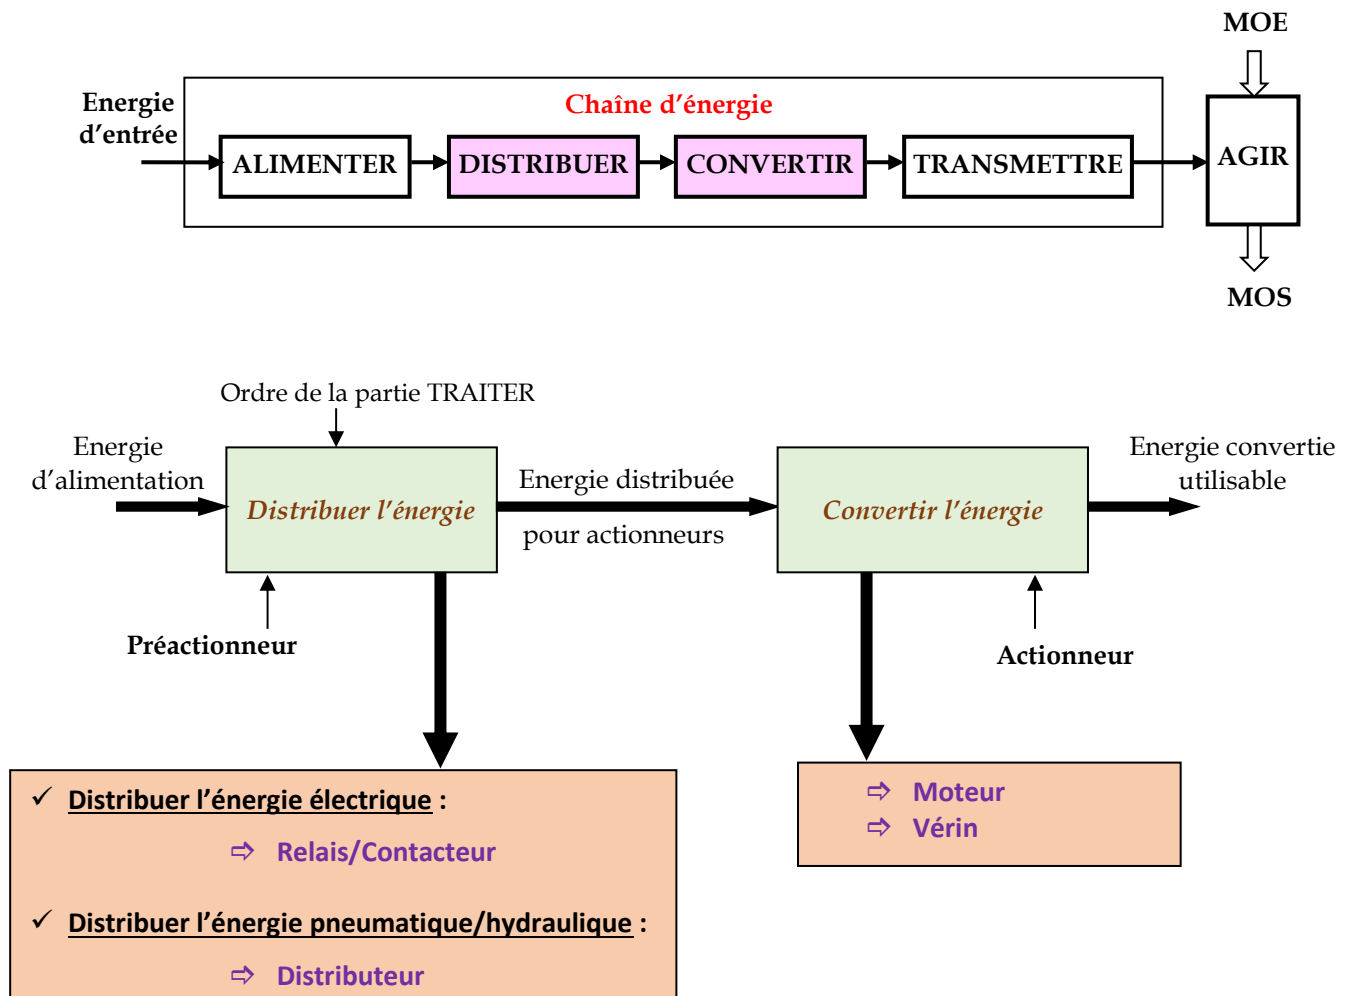 MOE
Energie
d'entrée
Chaîne d'énergie
ALIMENTER
DISTRIBUER
CONVERTIR
TRANSMETTRE
AGIR
MOS
Ordre de la partie TRAITER
Energie
d'alimentation
Distribuer l'énergie
Energie distribuée
pour actionneurs
Convertir l'énergie
Energie convertie
utilisable
Préactionneur
Actionneur
✓ Distribuer l'énergie électrique :
⇨ Relais/Contacteur
✓ Distribuer l'énergie pneumatique/hydraulique :
⇨ Distributeur
⇨ Moteur
⇨ Vérin